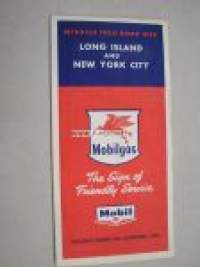 LONG ISLAND
AND
NEW YORK CITY
Mobilgas
The Sign of
Friendly Service
Mobil